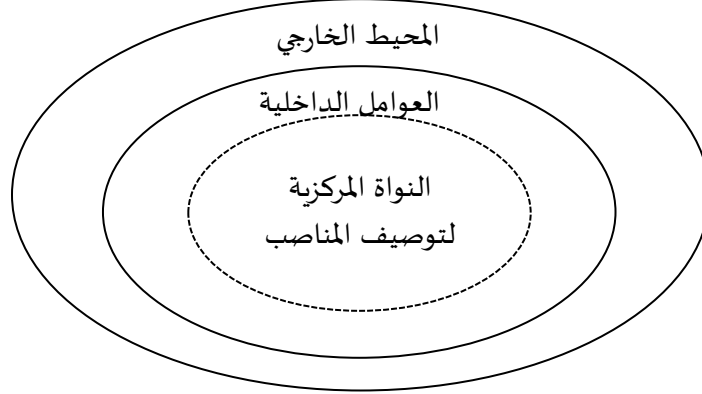 المحيط الخارجي
العوامل الداخلية
النواة المركزية
لتوصيف المناصب